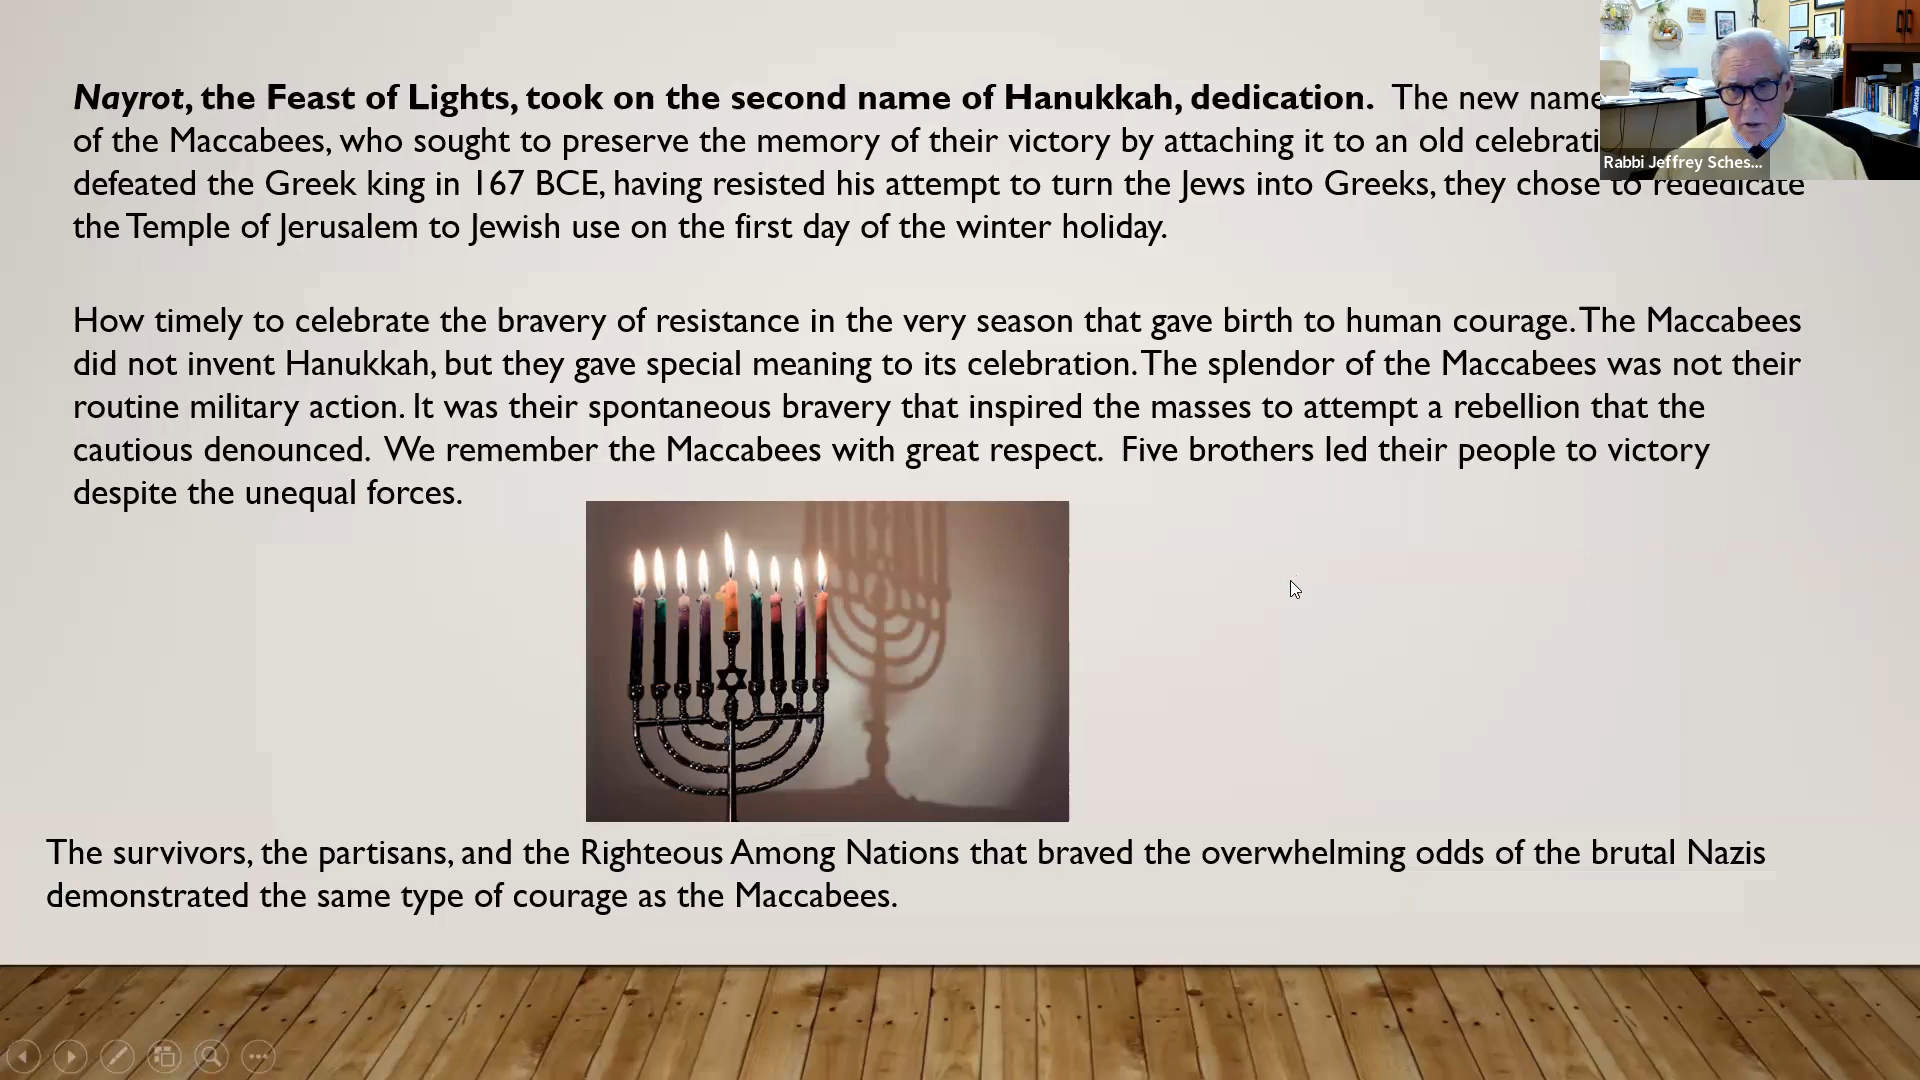 Nayrot, the Feast of Lights, took on the second name of Hanukkah, dedication. The new name
of the Maccabees, who sought to preserve the memory of their victory by attaching it to an old
defeated the Greek king in 167 BCE, having resisted his attempt to turn the Jews into Greeks, they chose to rededicate
the Temple of Jerusalem to Jewish use on the first day of the winter holiday.
How timely to celebrate the bravery of resistance in the very season that gave birth to human courage. The Maccabees
did not invent Hanukkah, but they gave special meaning to its celebration. The splendor of the Maccabees was not their
routine military action. It was their spontaneous bravery that inspired the masses to attempt a rebellion that the
cautious denounced. We remember the Maccabees with great respect. Five brothers led their people to victory
despite the unequal forces.
The survivors, the partisans, and the Righteous Among Nations that braved the overwhelming odds of the brutal Nazis
demonstrated the same type of courage as the Maccabees.
Rabbi Jeffrey Sches...